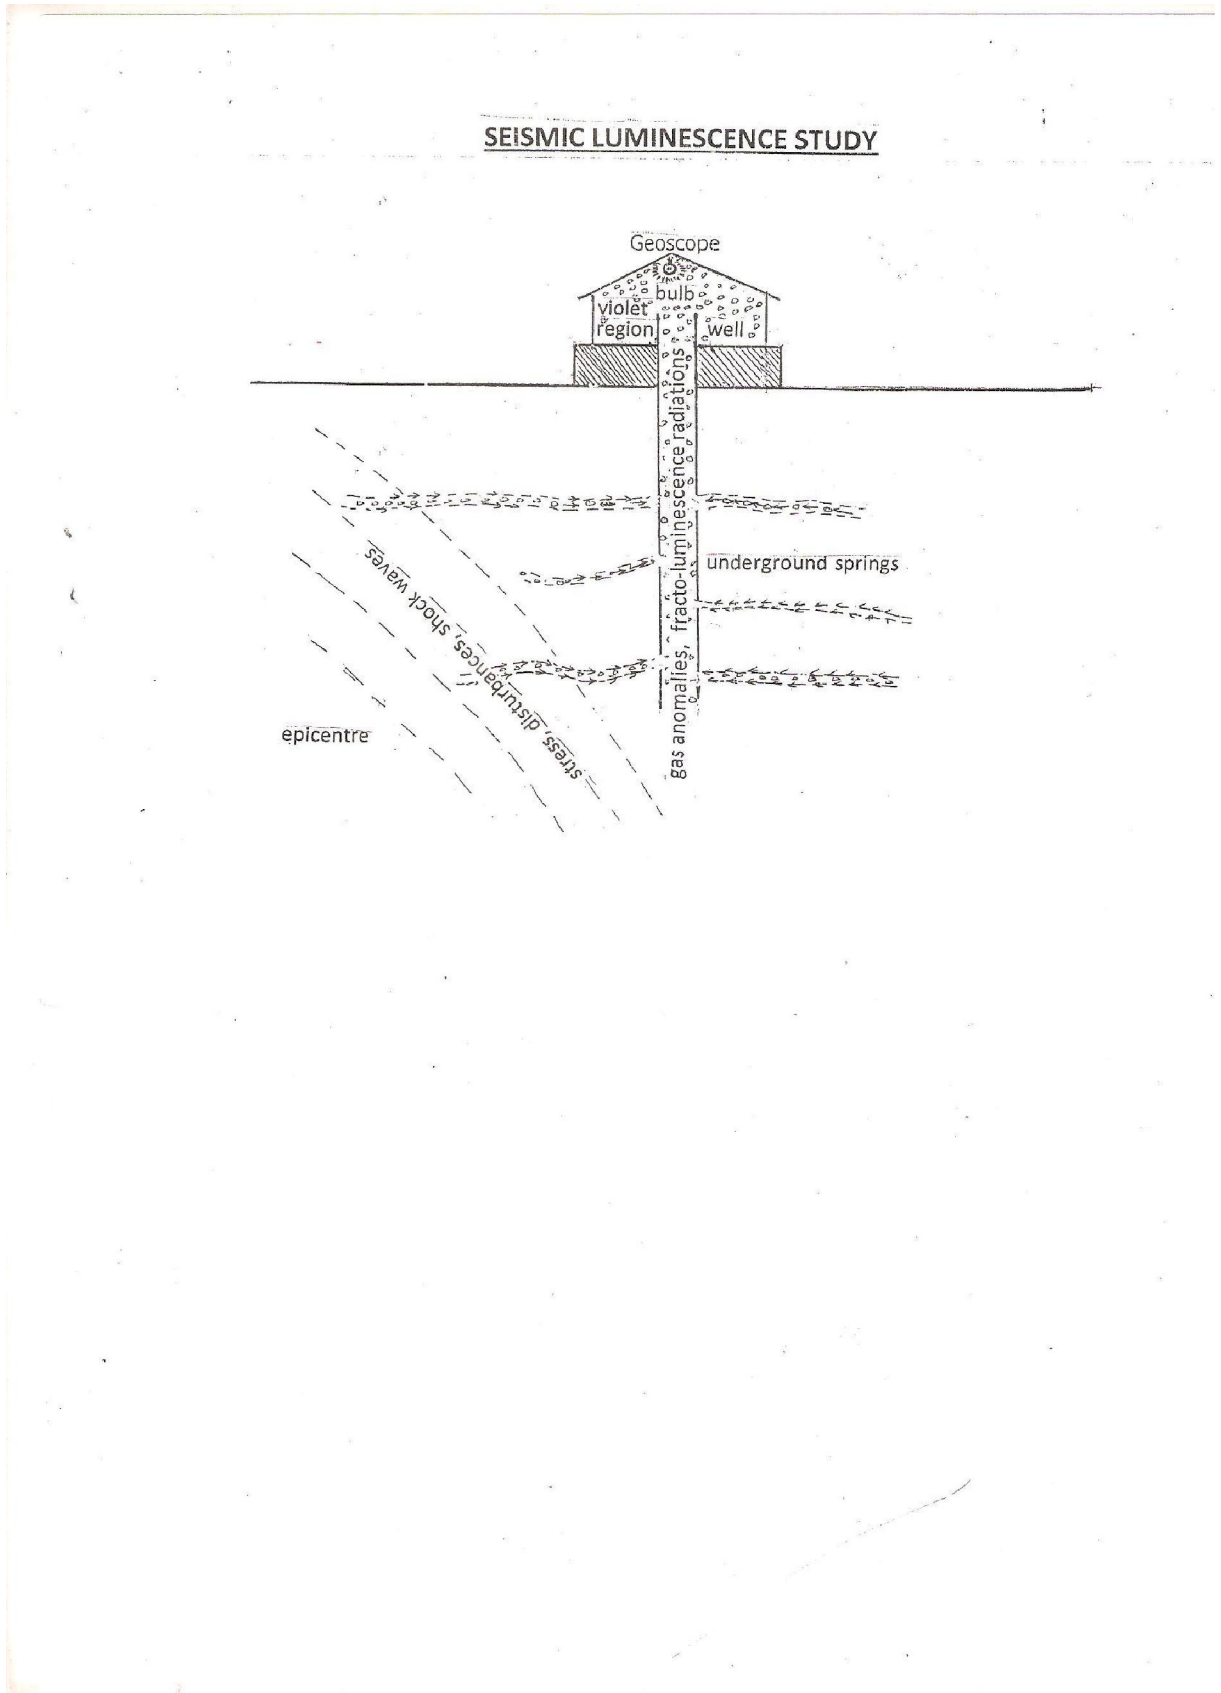 SEISMIC LUMINESCENCE STUDY
Geoscope
bulb
violet
region
well
gas anomalies, fracto-luminescence radiations
underground springs
stress, disturbances, shock waves
epicentre